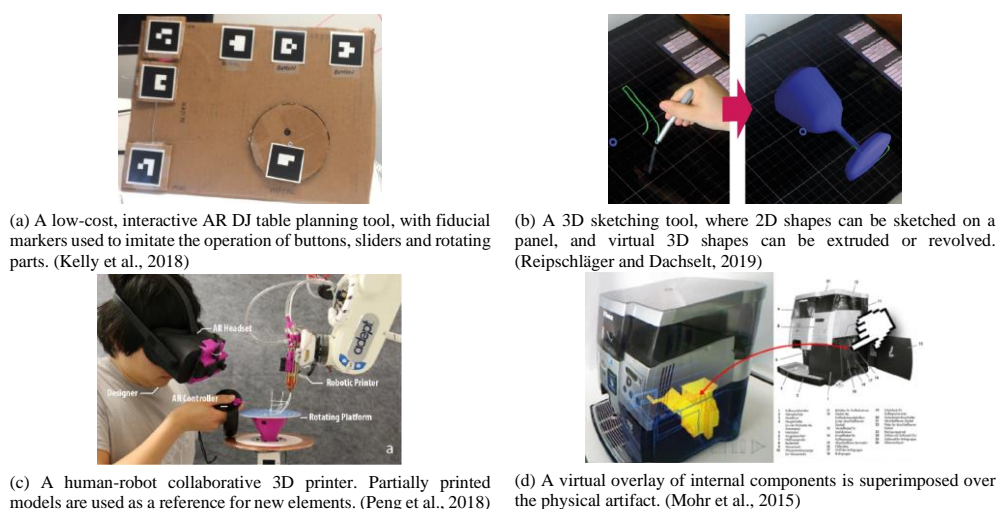 (a) A low-cost, interactive AR DJ table planning tool, with fiducial
markers used to imitate the operation of buttons, sliders and rotating
parts. (Kelly et al., 2018)
(b) A 3D sketching tool, where 2D shapes can be sketched on a
panel, and virtual 3D shapes can be extruded or revolved.
(Reipschläger and Dachselt, 2019)
AR Headset
adept
Designer
AR Controller
Robotic Printer
Rotating Platform
a
(c) A human-robot collaborative 3D printer. Partially printed
models are used as a reference for new elements. (Peng et al., 2018)
(d) A virtual overlay of internal components is superimposed over
the physical artifact. (Mohr et al., 2015)